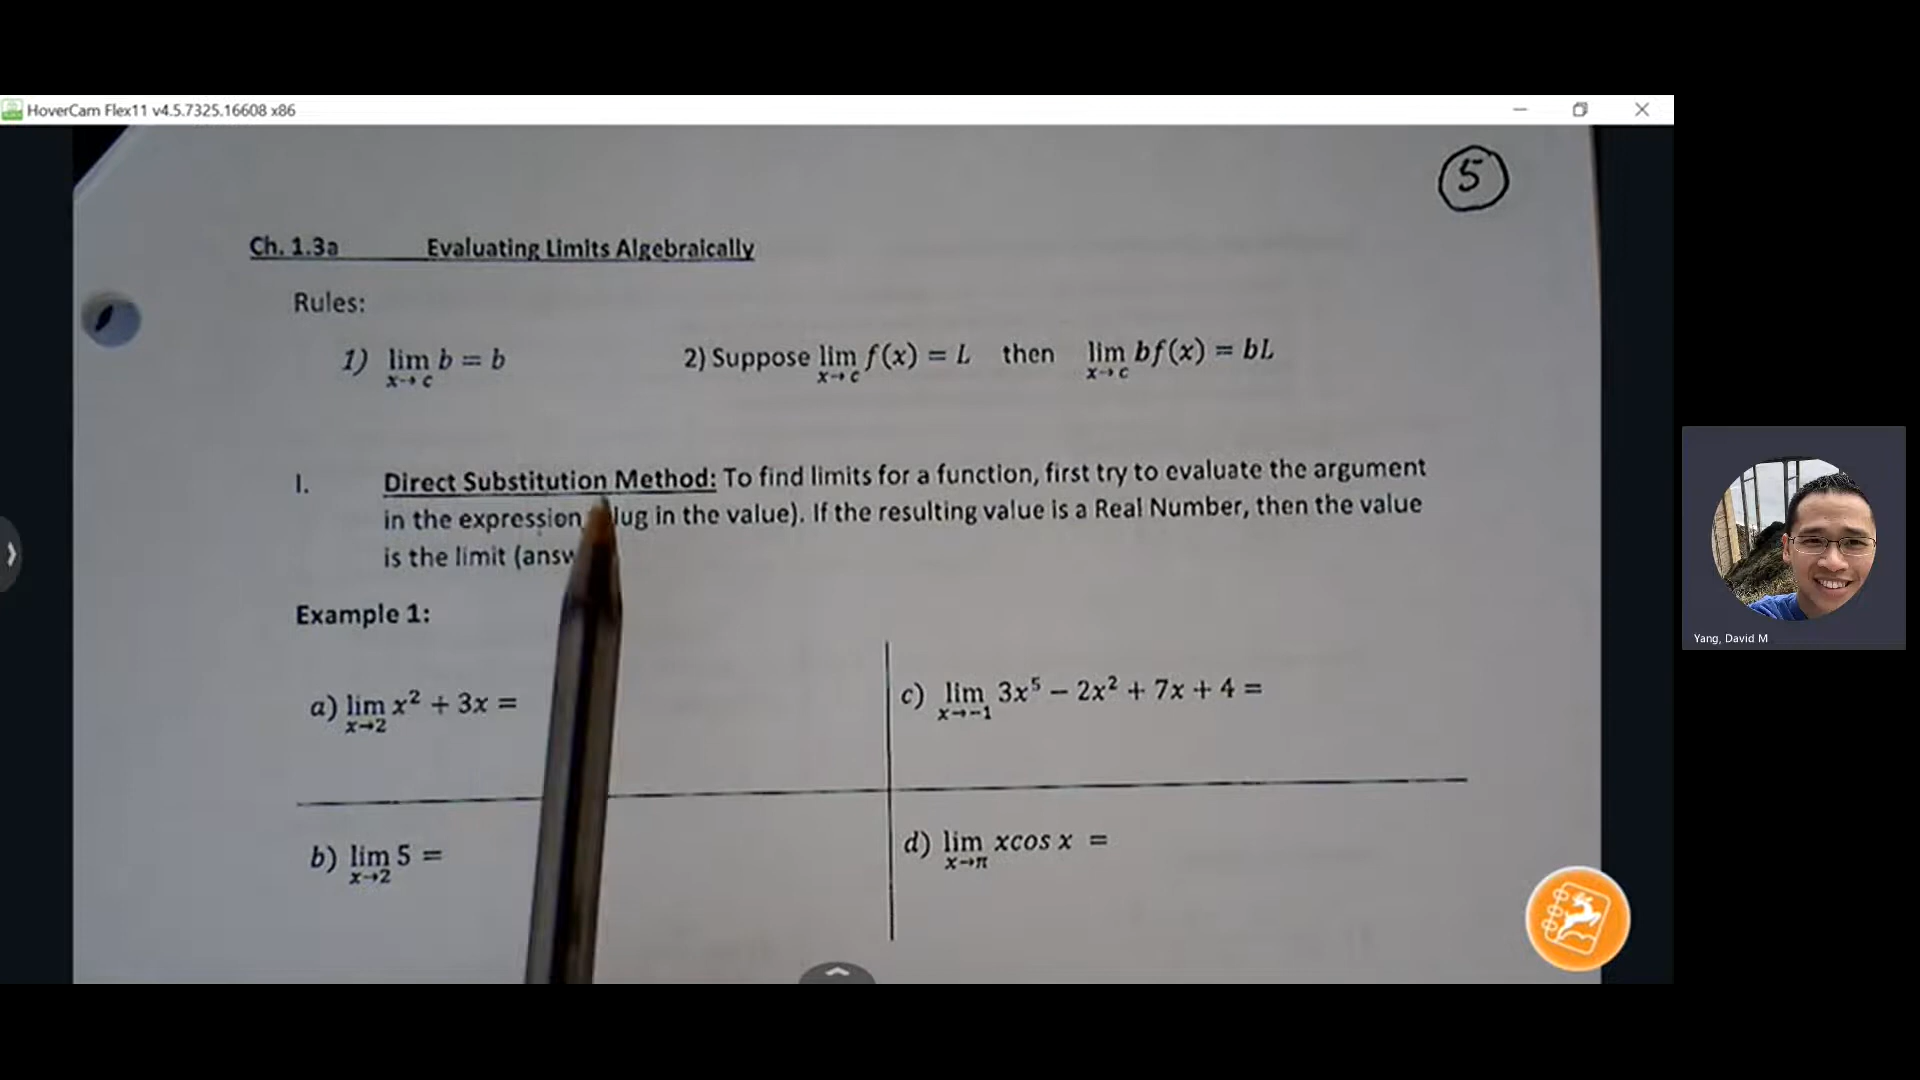 HoverCam Flex11 v4.5.7325.16608 x86
5
Ch. 1.3a Evaluating Limits Algebraically
Rules:
1) lim x→c b = b 2) Suppose lim x→c f(x) = L then lim x→c bf(x) = bL
I. Direct Substitution Method: To find limits for a function, first try to evaluate the argument
in the expression lug in the value). If the resulting value is a Real Number, then the value
is the limit (answ
Example 1:
a) lim x→2 x² + 3x =
c) lim x→-1 3x⁵ − 2x² + 7x + 4 =
b) lim x→2 5 =
d) lim x→π xcos x =
Yang, David M